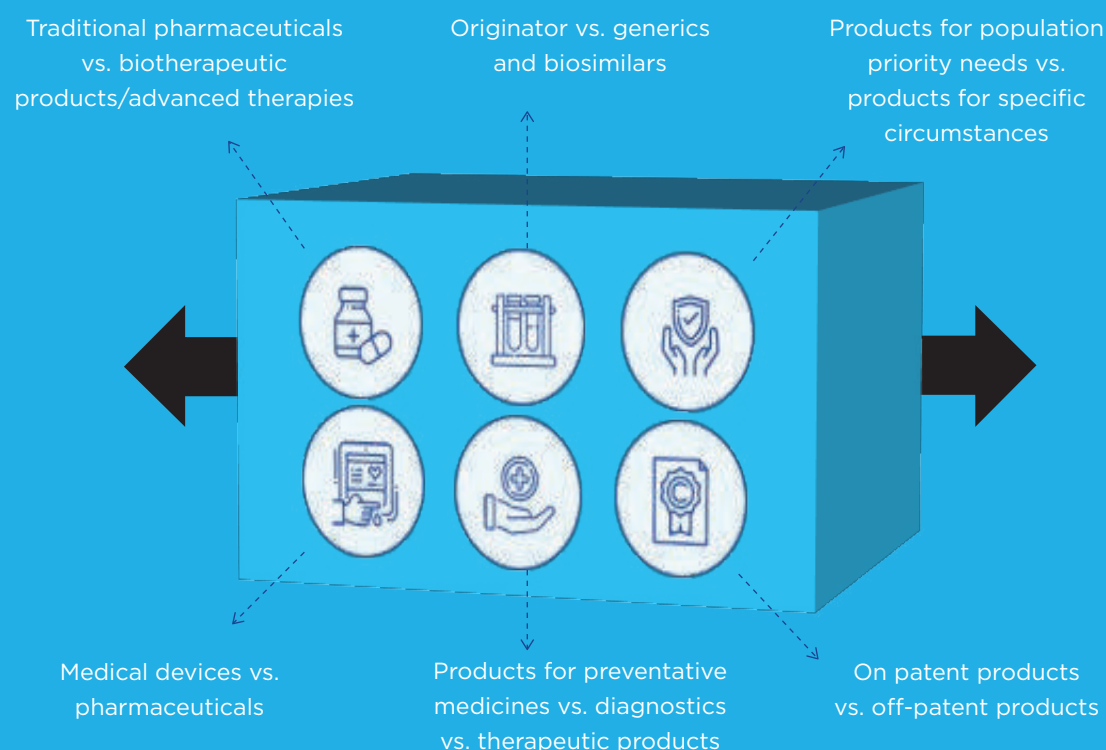 Traditional pharmaceuticals
vs. biotherapeutic
products/advanced therapies
Originator vs. generics
and biosimilars
Products for population
priority needs vs.
products for specific
circumstances
Medical devices vs.
pharmaceuticals
Products for preventative
medicines vs. diagnostics
vs. therapeutic products
On patent products
vs. off-patent products